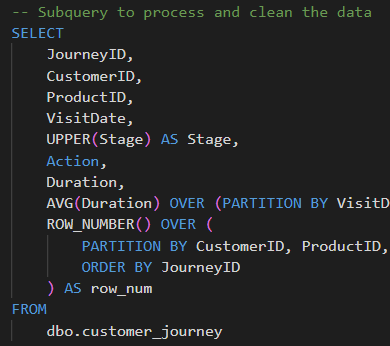 -- Subquery to process and clean the data
SELECT
JourneyID,
CustomerID,
ProductID,
VisitDate,
UPPER(Stage) AS Stage,
Action,
Duration,
AVG(Duration) OVER (PARTITION BY VisitD
ROW_NUMBER() OVER (
PARTITION BY CustomerID, ProductID,
ORDER BY JourneyID
) AS row_num
FROM
dbo.customer_journey